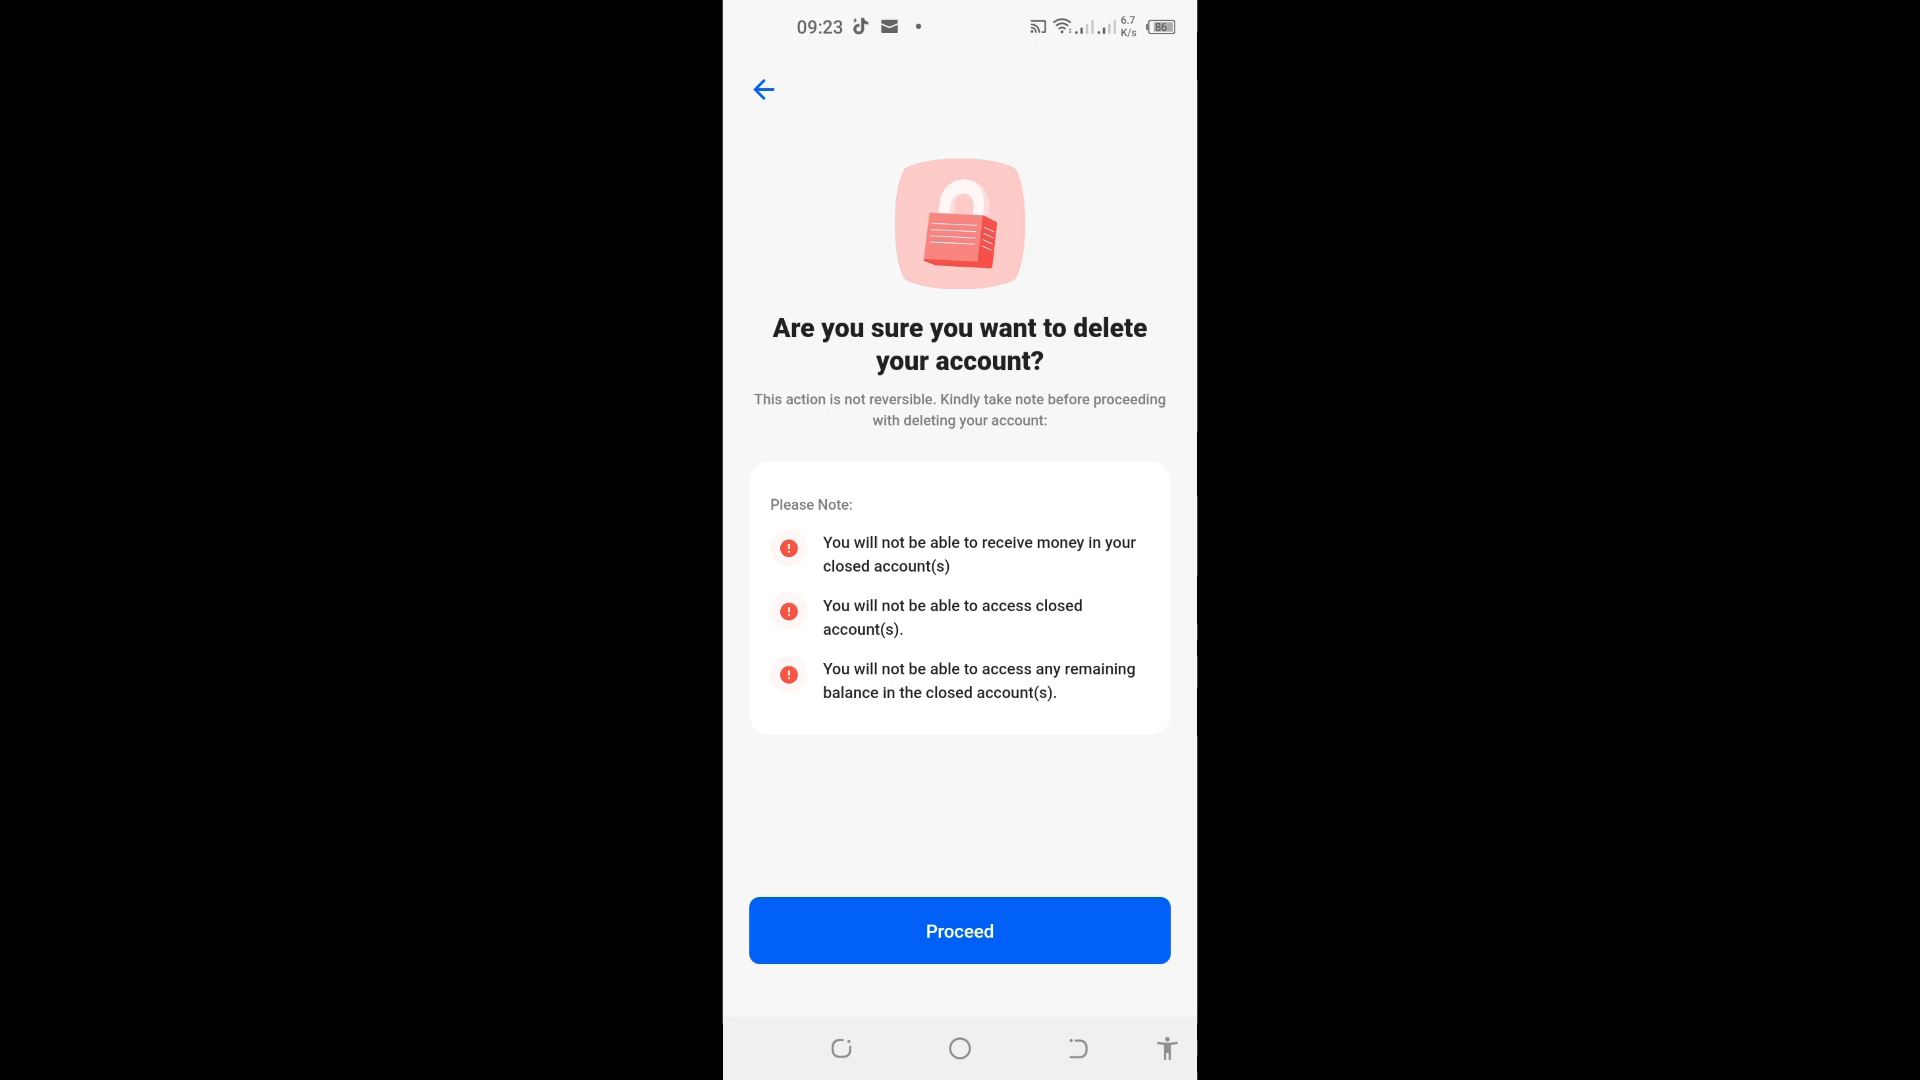 09:23
6.7
K/s
86
Are you sure you want to delete
your account?
This action is not reversible. Kindly take note before proceeding
with deleting your account:
Please Note:
You will not be able to receive money in your
closed account(s)
You will not be able to access closed
account(s).
You will not be able to access any remaining
balance in the closed account(s).
Proceed